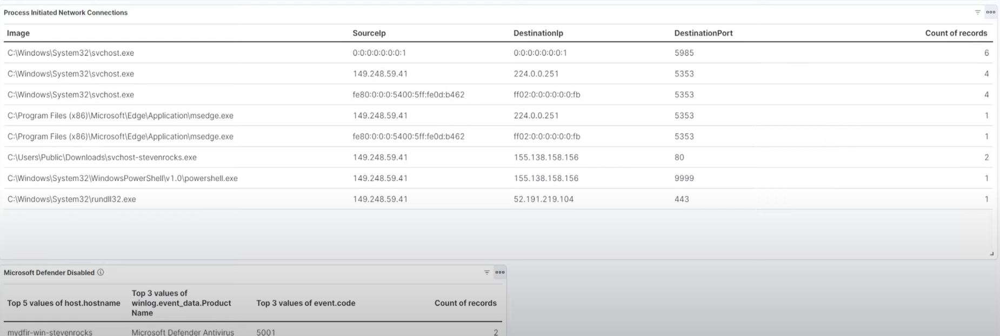 Process Initiated Network Connections
Image SourceIp DestinationIp DestinationPort Count of records
C:\Windows\System32\svchost.exe 0:0:0:0:0:0:0:1 0:0:0:0:0:0:0:1 5985 6
C:\Windows\System32\svchost.exe 149.248.59.41 224.0.0.251 5353 4
C:\Windows\System32\svchost.exe fe80:0:0:0:5400:5ff:fe0d:b462 ff02:0:0:0:0:0:0:fb 5353 4
C:\Program Files (x86)\Microsoft\Edge\Application\msedge.exe 149.248.59.41 224.0.0.251 5353 1
C:\Program Files (x86)\Microsoft\Edge\Application\msedge.exe fe80:0:0:0:5400:5ff:fe0d:b462 ff02:0:0:0:0:0:0:fb 5353 1
C:\Users\Public\Downloads\svchost-stevenrocks.exe 149.248.59.41 155.138.158.156 80 2
C:\Windows\System32\WindowsPowerShell\v1.0\powershell.exe 149.248.59.41 155.138.158.156 9999 1
C:\Windows\System32\rundll32.exe 149.248.59.41 52.191.219.104 443 1
Microsoft Defender Disabled
Top 5 values of host.hostname Top 3 values of winlog.event_data.Product Name Top 3 values of event.code Count of records
mydfir-win-stevenrocks Microsoft Defender Antivirus 5001 2